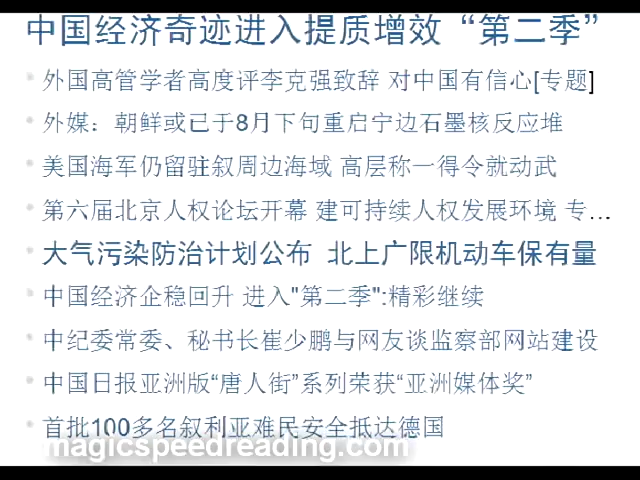 中国经济奇迹进入提质增效“第二季”
外国高管学者高度评李克强致辞 对中国有信心[专题]
外媒：朝鲜或已于8月下旬重启宁边石墨核反应堆
美国海军仍留驻叙周边海域 高层称一得令就动武
第六届北京人权论坛开幕 建可持续人权发展环境 专...
大气污染防治计划公布 北上广限机动车保有量
中国经济企稳回升 进入"第二季":精彩继续
中纪委常委、秘书长崔少鹏与网友谈监察部网站建设
中国日报亚洲版“唐人街”系列荣获“亚洲媒体奖”
首批100多名叙利亚难民安全抵达德国
magicspeedreading.com